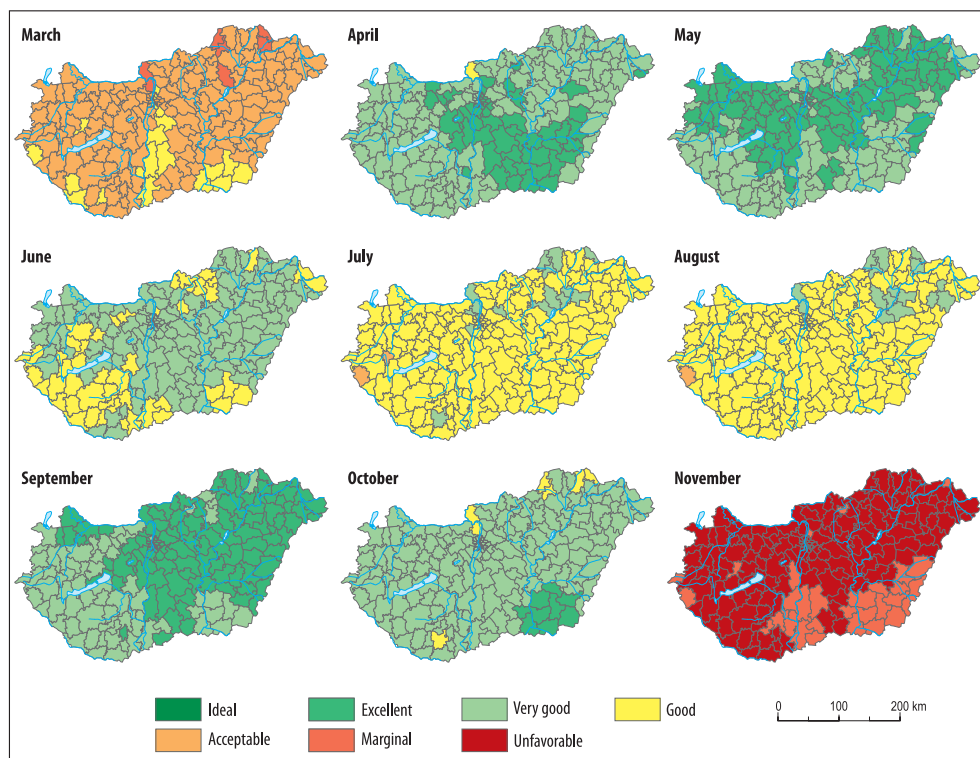 March
April
May
June
July
August
September
October
November
Ideal
Excellent
Very good
Good
Acceptable
Marginal
Unfavorable
0 100 200 km